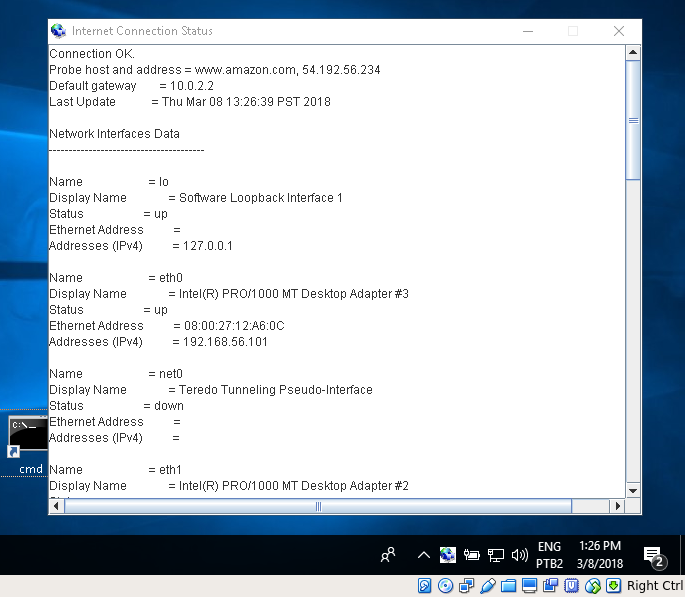 Internet Connection Status
Connection OK.
Probe host and address = www.amazon.com, 54.192.56.234
Default gateway = 10.0.2.2
Last Update = Thu Mar 08 13:26:39 PST 2018
Network Interfaces Data
---------------------------------------
Name = lo
Display Name = Software Loopback Interface 1
Status = up
Ethernet Address =
Addresses (IPv4) = 127.0.0.1
Name = eth0
Display Name = Intel(R) PRO/1000 MT Desktop Adapter #3
Status = up
Ethernet Address = 08:00:27:12:A6:0C
Addresses (IPv4) = 192.168.56.101
Name = net0
Display Name = Teredo Tunneling Pseudo-Interface
Status = down
Ethernet Address =
Addresses (IPv4) =
Name = eth1
Display Name = Intel(R) PRO/1000 MT Desktop Adapter #2
C:\>_
cmd
ENG
PTB2
1:26 PM
3/8/2018
2
Right Ctrl